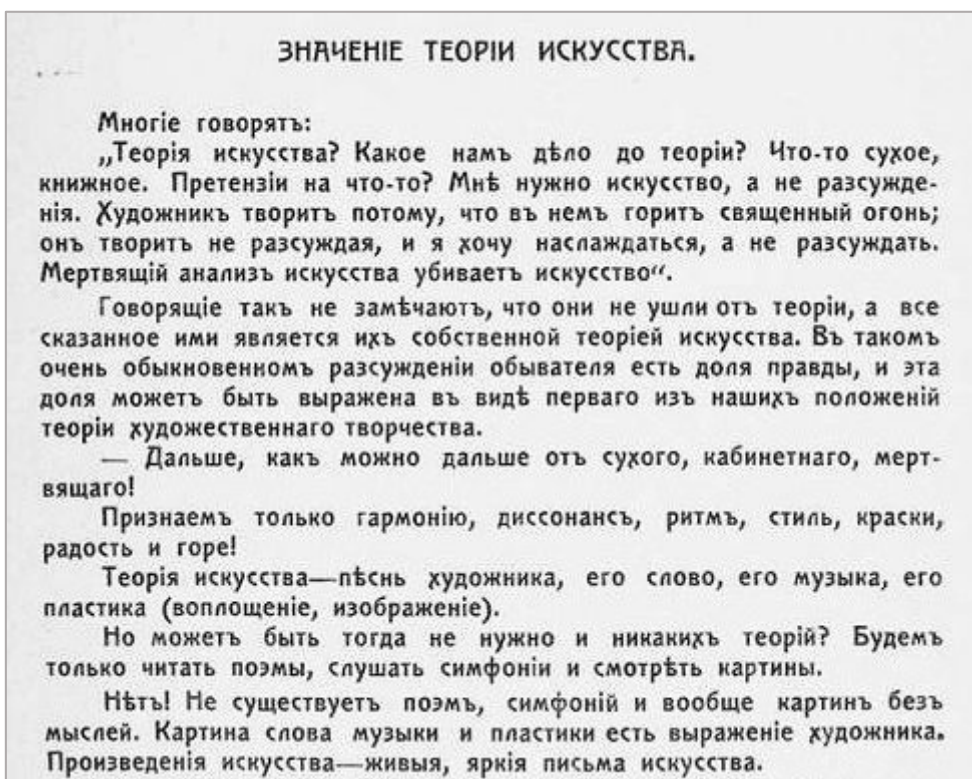 ЗНАЧЕНІЕ ТЕОРІИ ИСКУССТВА.
Многіе говорятъ:
„Теорія искусства? Какое намъ дѣло до теоріи? Что-то сухое,
книжное. Претензіи на что-то? Мнѣ нужно искусство, а не разсужде-
нія. Художникъ творитъ потому, что въ немъ горитъ священный огонь;
онъ творитъ не разсуждая, и я хочу наслаждаться, а не разсуждать.
Мертвящій анализъ искусства убиваетъ искусство“.
Говорящіе такъ не замѣчаютъ, что они не ушли отъ теоріи, а все
сказанное ими является ихъ собственной теоріей искусства. Въ такомъ
очень обыкновенномъ разсужденіи обывателя есть доля правды, и эта
доля можетъ быть выражена въ видѣ перваго изъ нашихъ положеній
теоріи художественнаго творчества.
— Дальше, какъ можно дальше отъ сухого, кабинетнаго, мерт-
вящаго!
Признаемъ только гармонію, диссонансъ, ритмъ, стиль, краски,
радость и горе!
Теорія искусства—пѣснь художника, его слово, его музыка, его
пластика (воплощеніе, изображеніе).
Но можетъ быть тогда не нужно и никакихъ теорій? Будемъ
только читать поэмы, слушать симфоніи и смотрѣть картины.
Нѣтъ! Не существуетъ поэмъ, симфоній и вообще картинъ безъ
мыслей. Картина слова музыки и пластики есть выраженіе художника.
Произведенія искусства—живыя, яркія письма искусства.